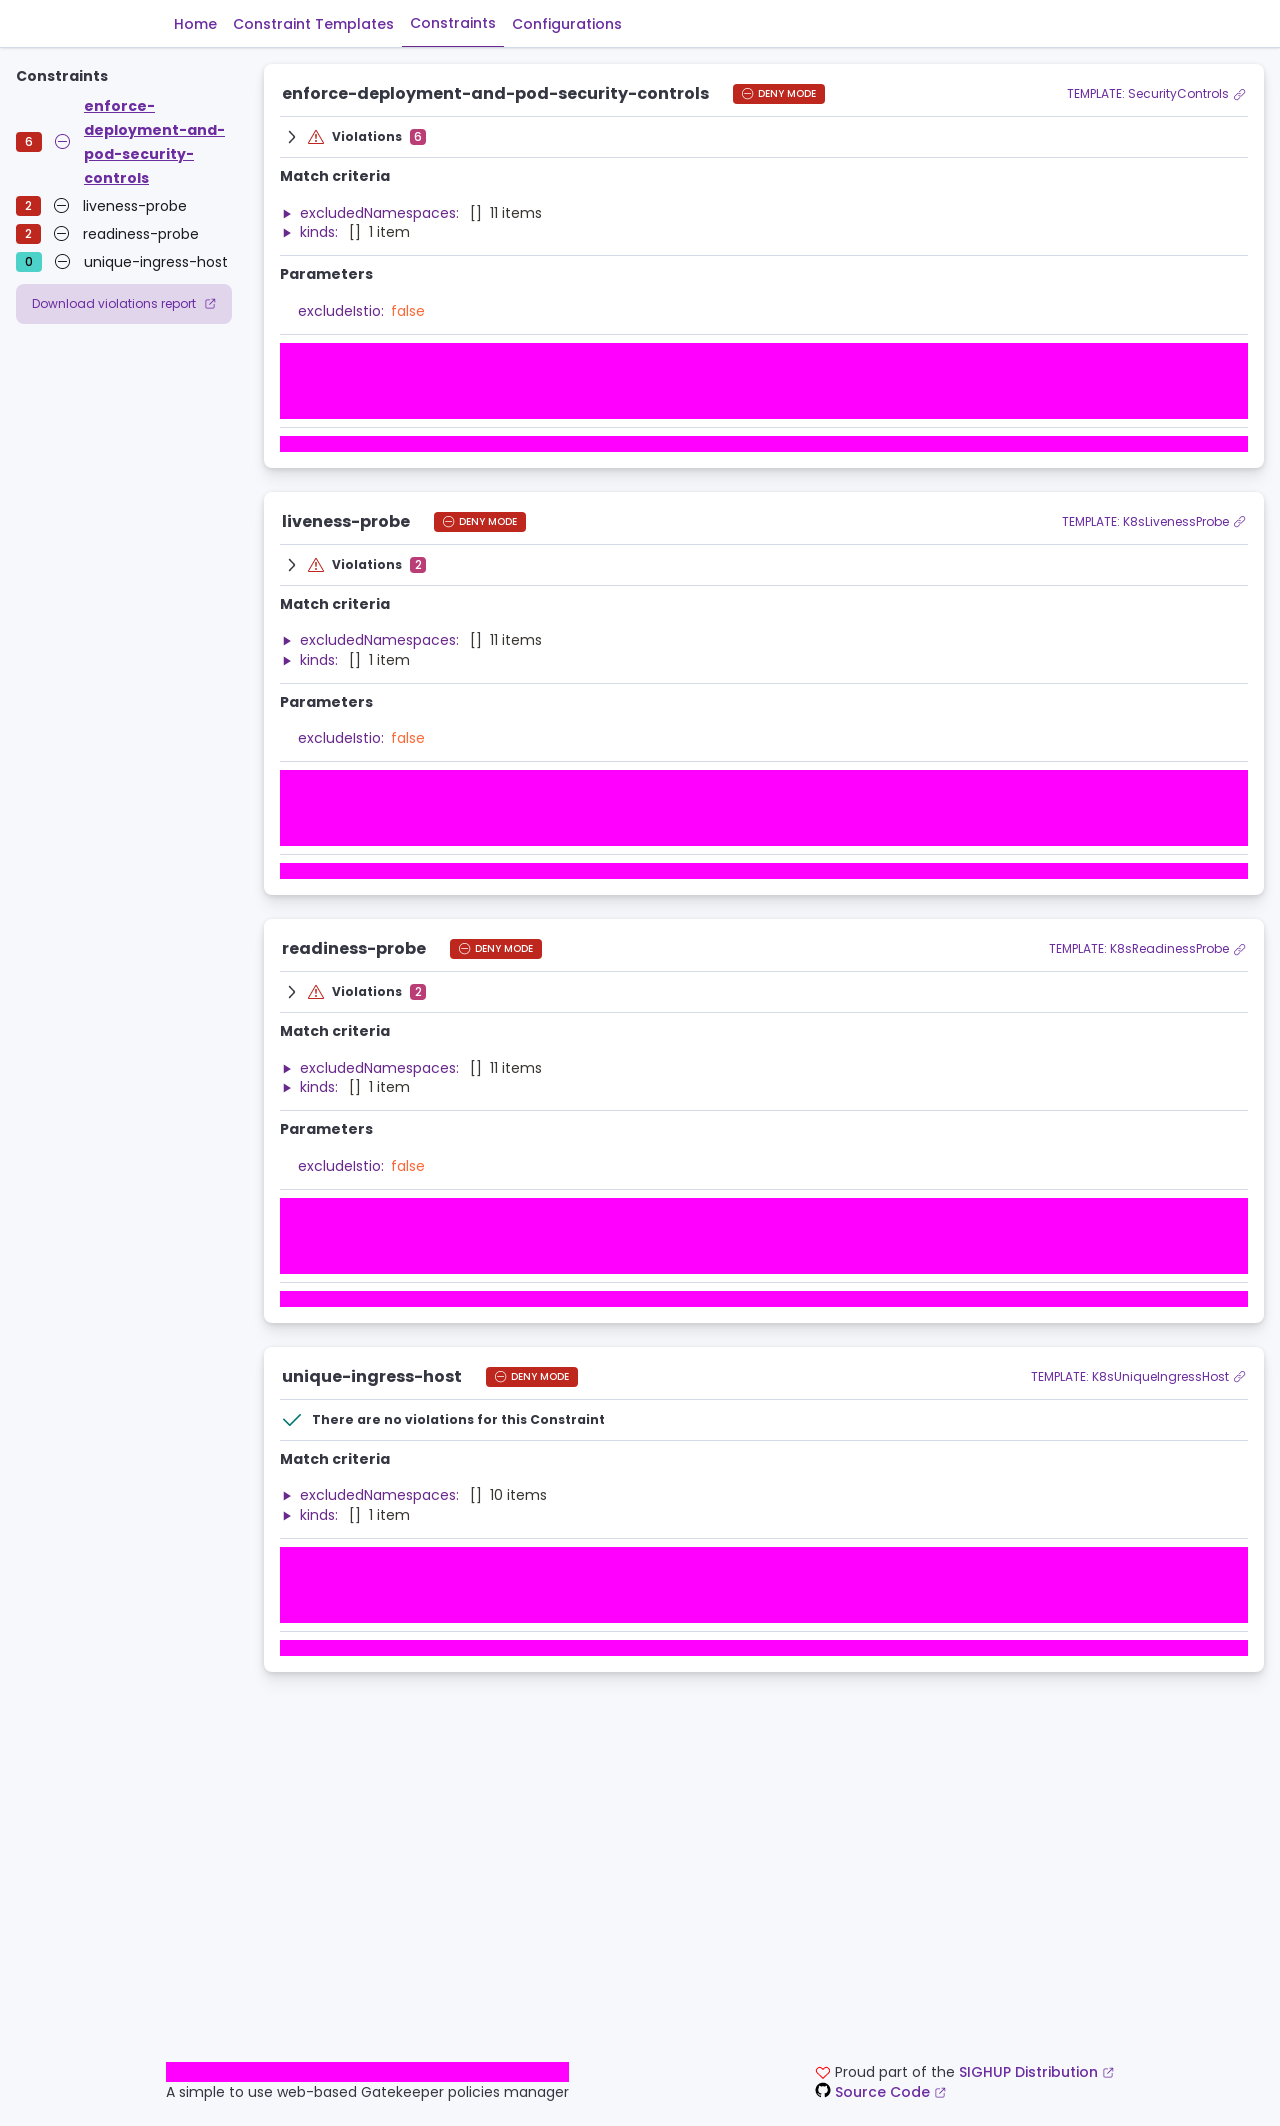 Home Constraint Templates Constraints Configurations
Constraints
6 enforce-
deployment-and-
pod-security-
controls
2 liveness-probe
2 readiness-probe
0 unique-ingress-host
Download violations report
enforce-deployment-and-pod-security-controls DENY MODE TEMPLATE: SecurityControls
Violations 6
Match criteria
excludedNamespaces: [] 11 items
kinds: [] 1 item
Parameters
excludeIstio: false
liveness-probe DENY MODE TEMPLATE: K8sLivenessProbe
Violations 2
Match criteria
excludedNamespaces: [] 11 items
kinds: [] 1 item
Parameters
excludeIstio: false
readiness-probe DENY MODE TEMPLATE: K8sReadinessProbe
Violations 2
Match criteria
excludedNamespaces: [] 11 items
kinds: [] 1 item
Parameters
excludeIstio: false
unique-ingress-host DENY MODE TEMPLATE: K8sUniqueIngressHost
There are no violations for this Constraint
Match criteria
excludedNamespaces: [] 10 items
kinds: [] 1 item
A simple to use web-based Gatekeeper policies manager
Proud part of the SIGHUP Distribution
Source Code